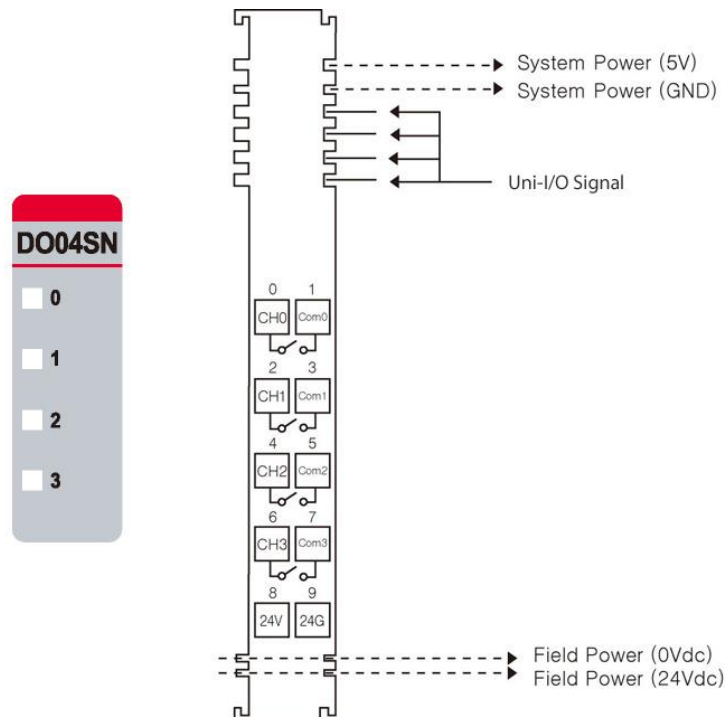 System Power (5V)
System Power (GND)
Uni-I/O Signal
DO04SN
0
1
2
3
0 1
CH0 Com0
2 3
CH1 Com1
4 5
CH2 Com2
6 7
CH3 Com3
8 9
24V 24G
Field Power (0Vdc)
Field Power (24Vdc)